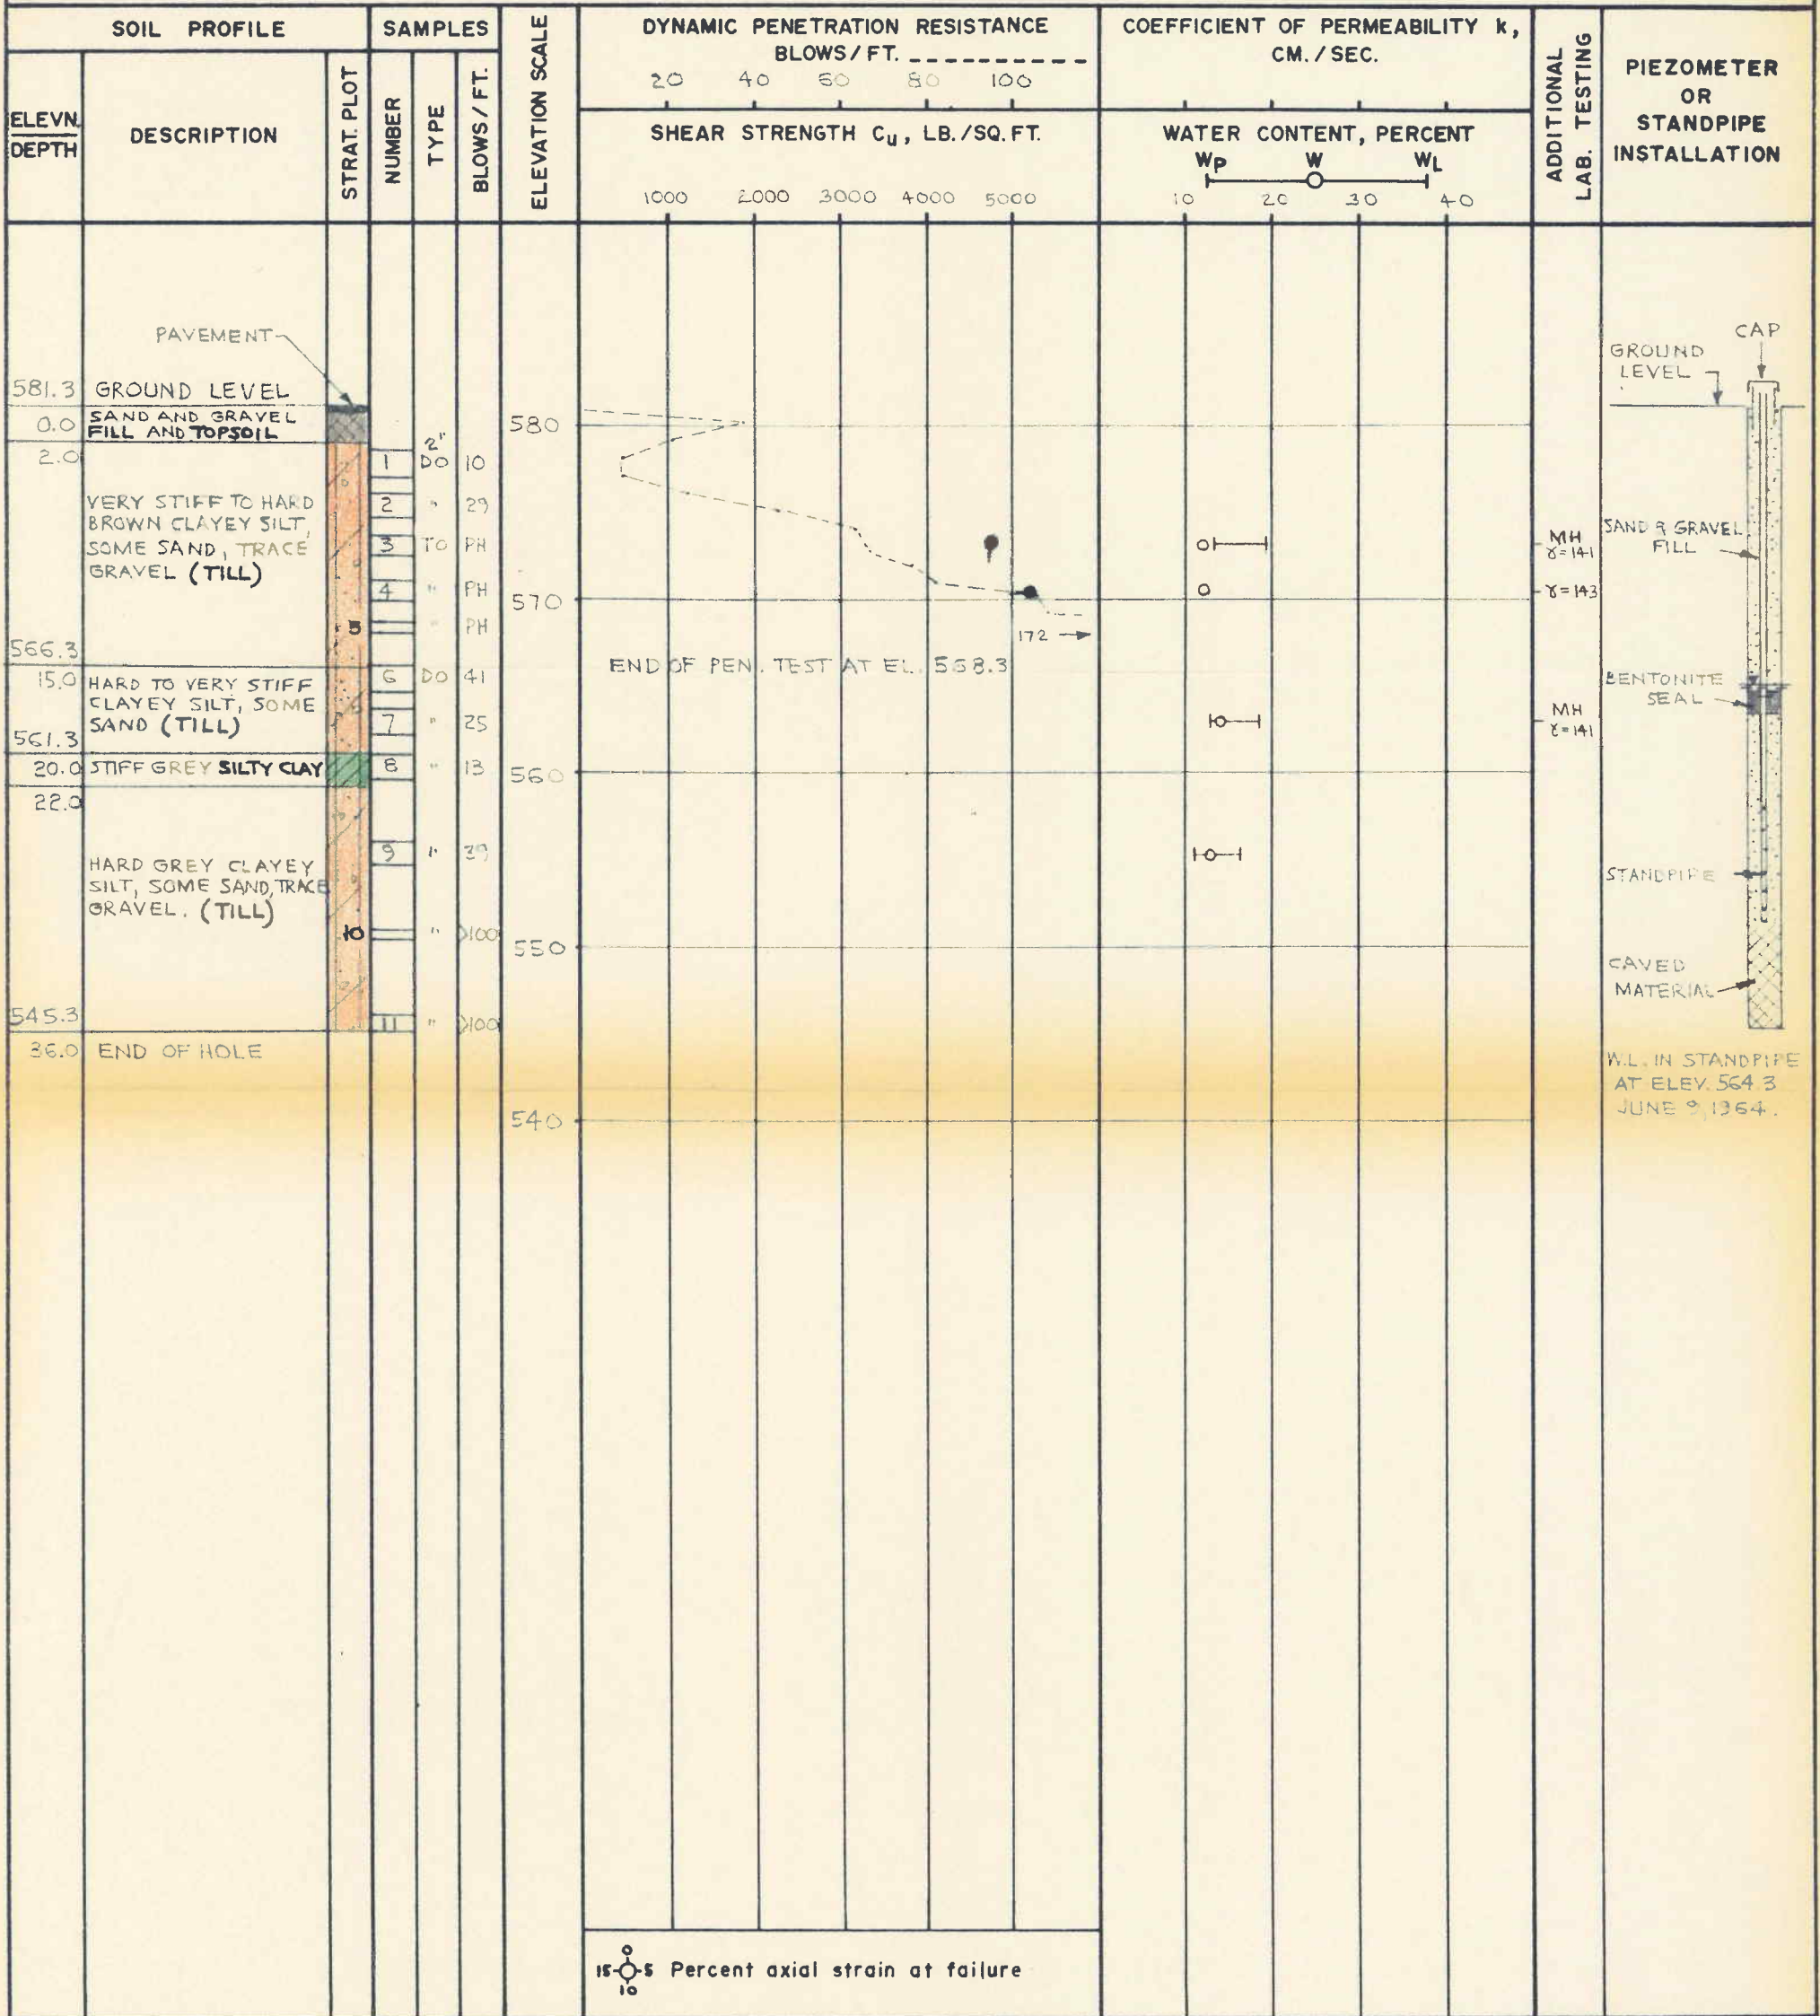 SOIL PROFILE
SAMPLES
ELEVATION SCALE
DYNAMIC PENETRATION RESISTANCE
BLOWS/FT. ----------
20 40 60 80 100
COEFFICIENT OF PERMEABILITY k,
CM./SEC.
ADDITIONAL
LAB. TESTING
PIEZOMETER
OR
STANDPIPE
INSTALLATION
ELEVN.
DEPTH
DESCRIPTION
STRAT. PLOT
NUMBER
TYPE
BLOWS/FT.
SHEAR STRENGTH Cu, LB./SQ.FT.
1000 2000 3000 4000 5000
WATER CONTENT, PERCENT
WP W WL
10 20 30 40
PAVEMENT
581.3 GROUND LEVEL
0.0 SAND AND GRAVEL
FILL AND TOPSOIL
2.0
VERY STIFF TO HARD
BROWN CLAYEY SILT,
SOME SAND, TRACE
GRAVEL (TILL)
566.3
15.0 HARD TO VERY STIFF
CLAYEY SILT, SOME
SAND (TILL)
561.3
20.0 STIFF GREY SILTY CLAY
22.0
HARD GREY CLAYEY
SILT, SOME SAND, TRACE
GRAVEL. (TILL)
545.3
36.0 END OF HOLE
2"
1 DO 10
2 " 29
3 TO PH
4 " PH
5 " PH
6 DO 41
7 " 25
8 " 13
9 " 39
10 " >100
11 " >100
580
570
560
550
540
172
END OF PEN. TEST AT EL. 568.3
MH
γ=141
γ=143
MH
γ=141
CAP
GROUND
LEVEL
SAND & GRAVEL
FILL
BENTONITE
SEAL
STANDPIPE
CAVED
MATERIAL
W.L. IN STANDPIPE
AT ELEV. 564.3
JUNE 9, 1964.
0
15 5 Percent axial strain at failure
10